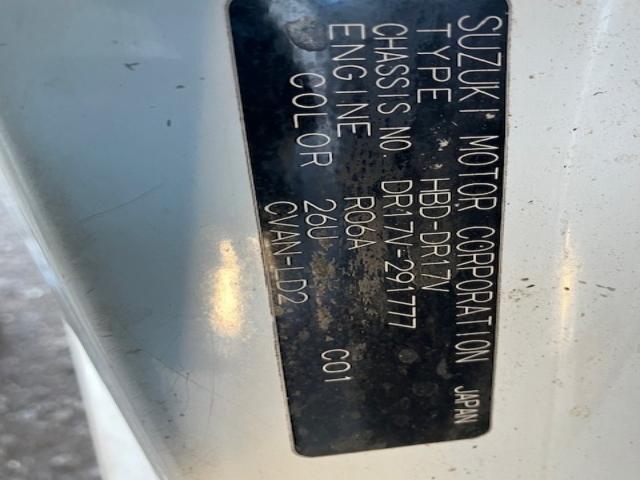 SUZUKI MOTOR CORPORATION JAPAN
TYPE HBD-DR17V
CHASSIS NO. DR17V-291777
ENGINE R06A
COLOR 26U C01
CVAN-LD2